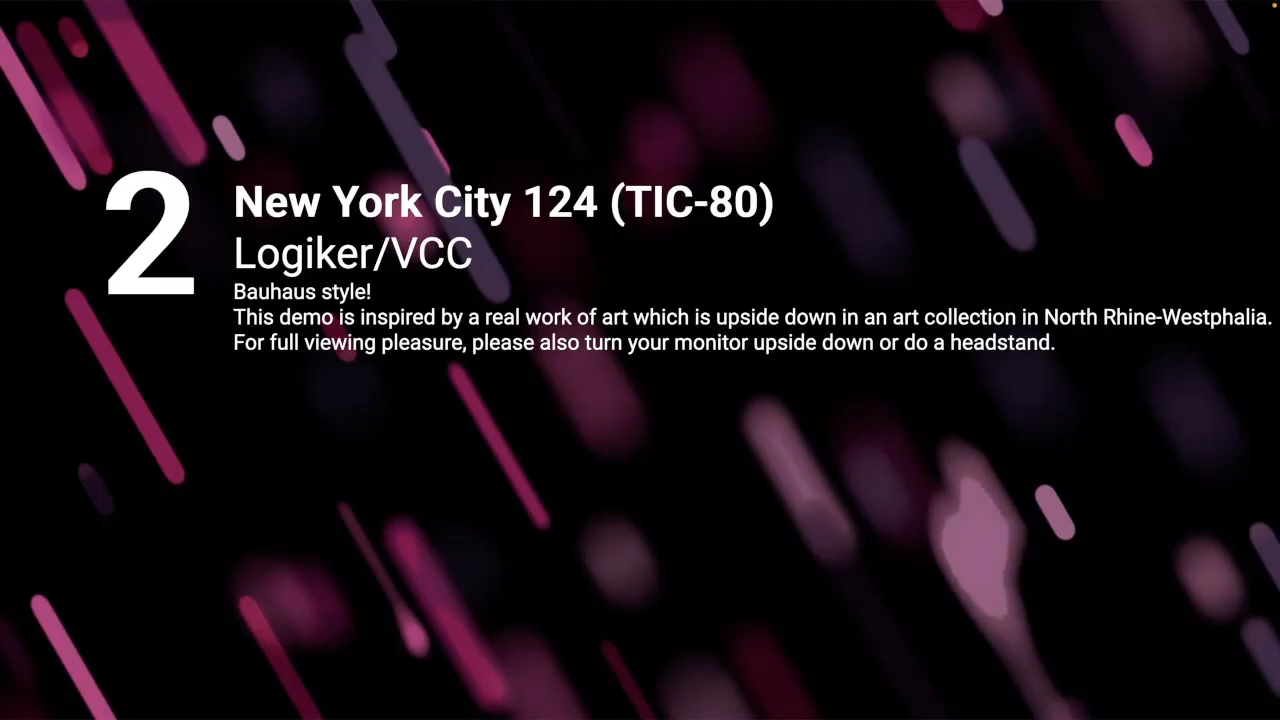 2
New York City 124 (TIC-80)
Logiker/VCC
Bauhaus style!
This demo is inspired by a real work of art which is upside down in an art collection in North Rhine-Westphalia.
For full viewing pleasure, please also turn your monitor upside down or do a headstand.